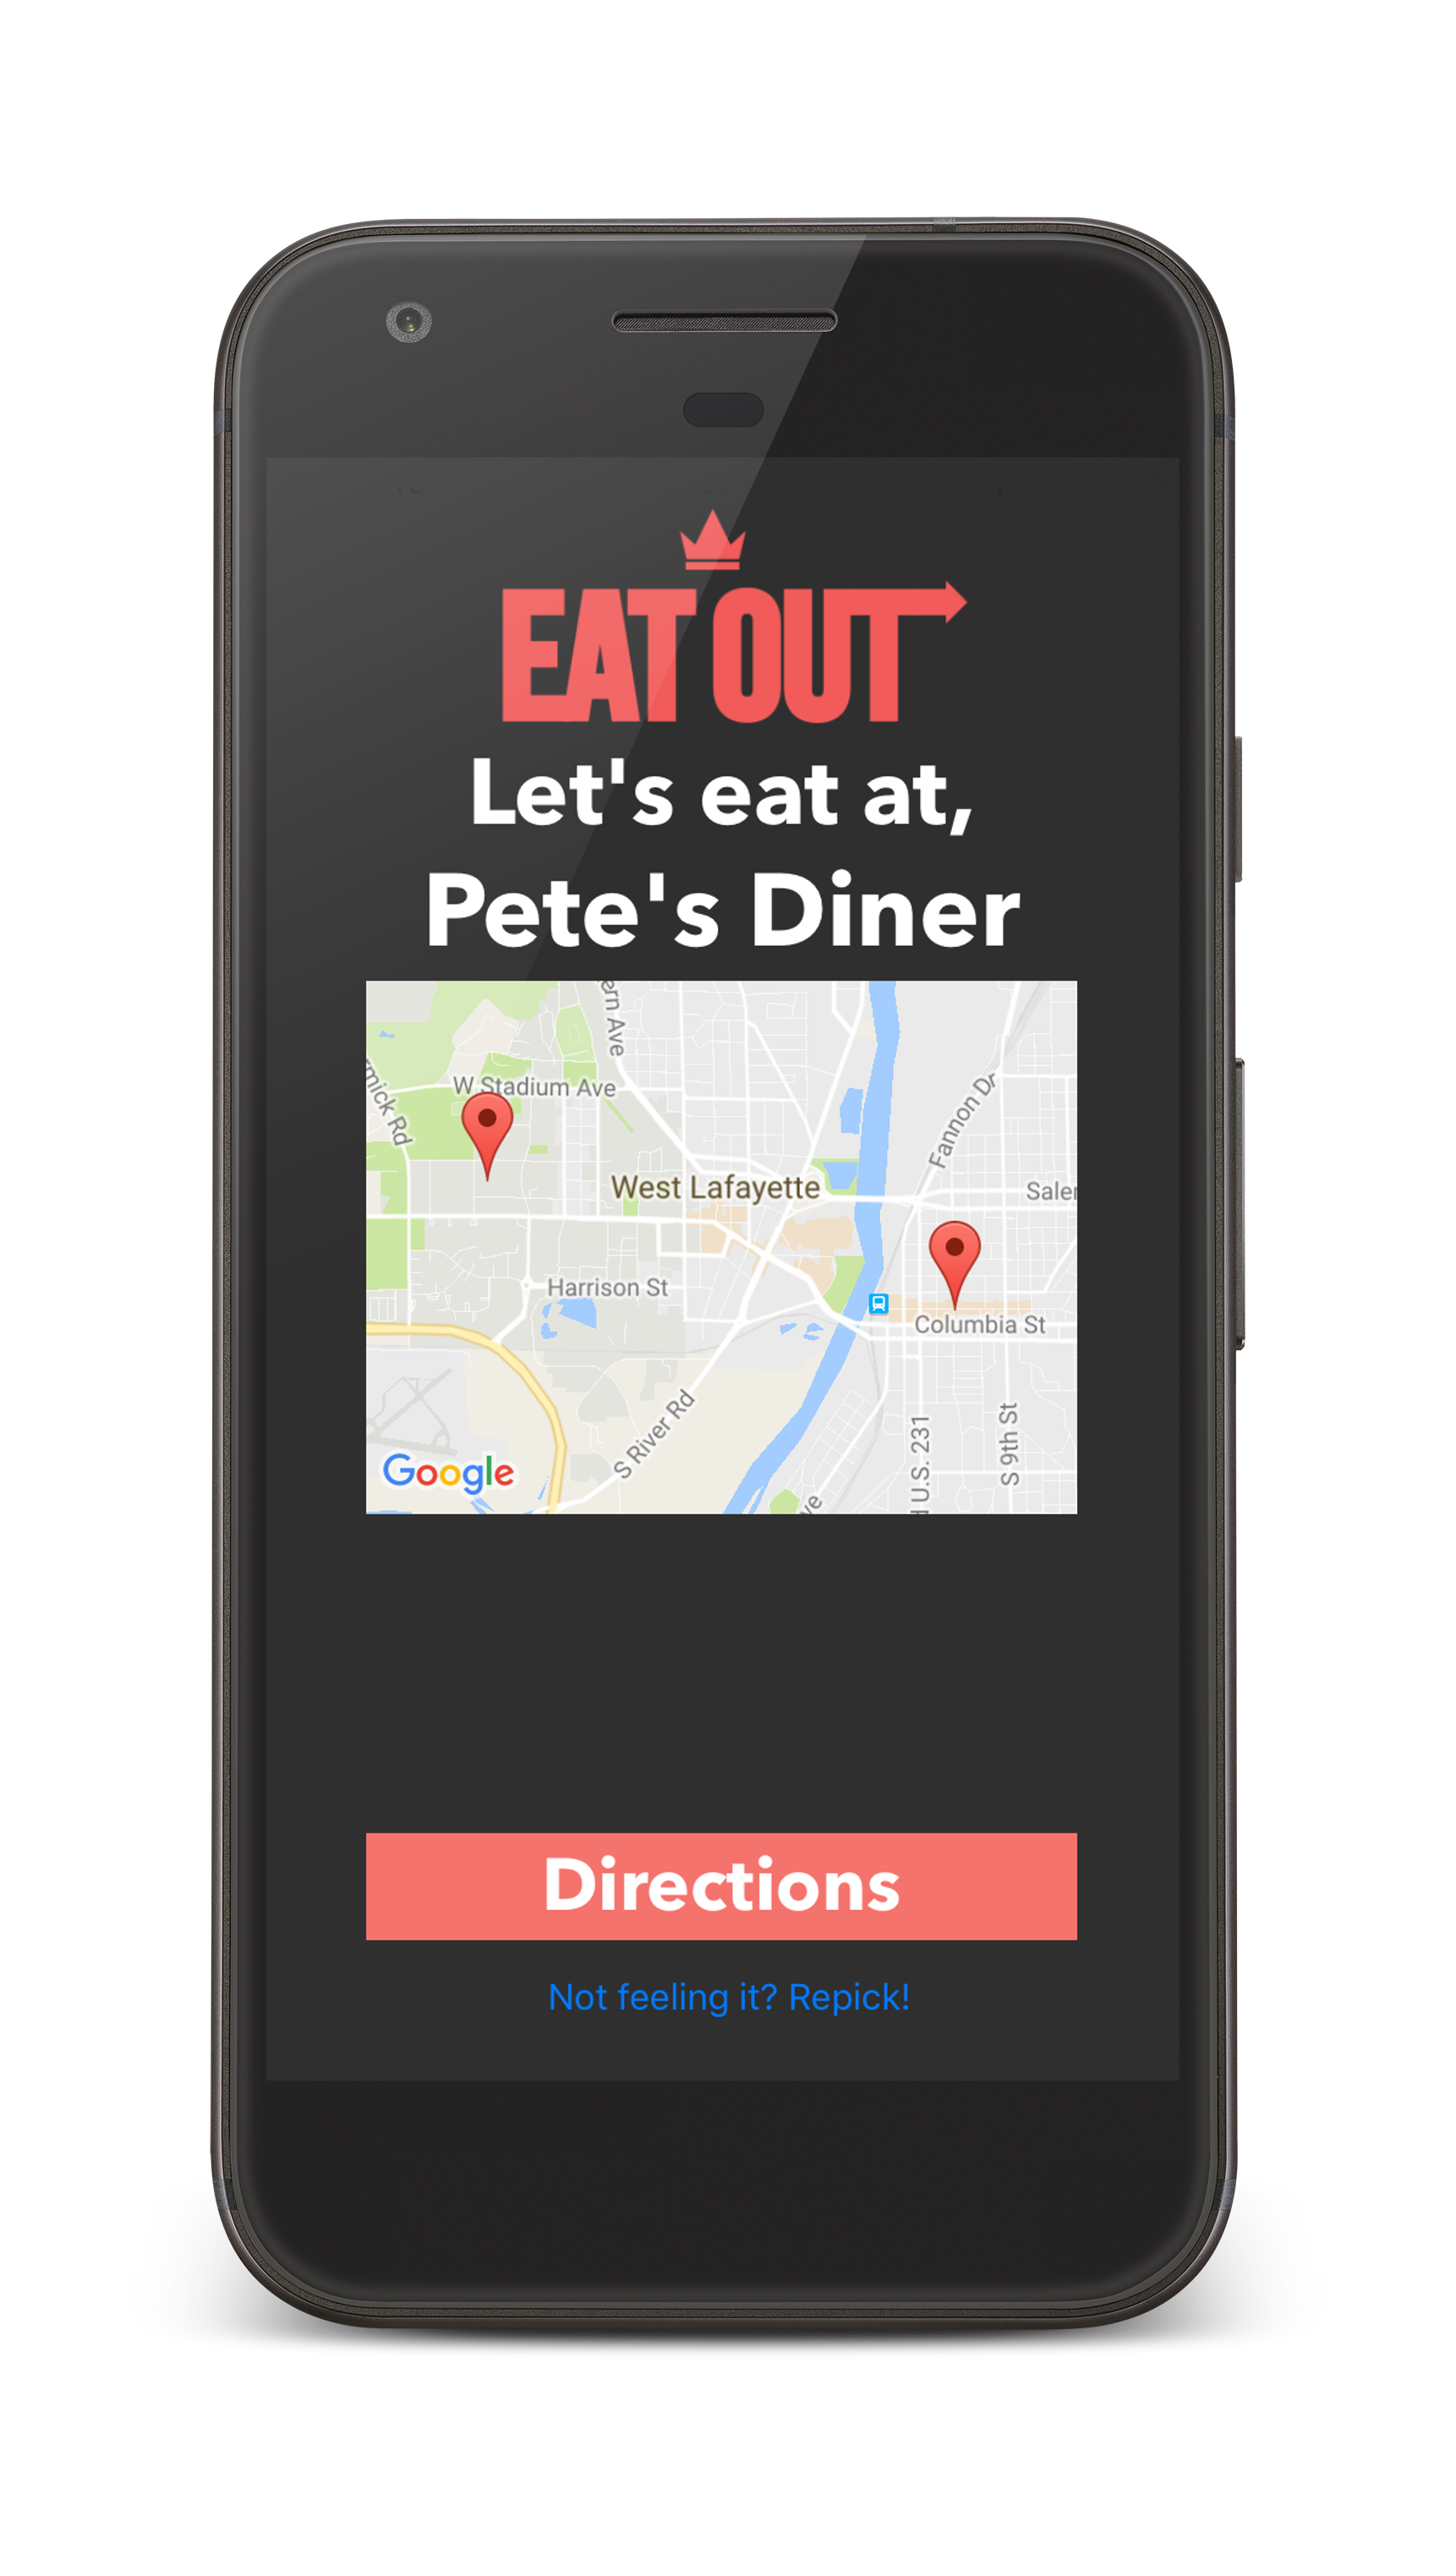 EAT OUT
Let's eat at,
Pete's Diner
ern Ave
W Stadium Ave
mick Rd
Fannon Dr
West Lafayette
Saler
Harrison St
Columbia St
S River Rd
U.S. 231
S 9th St
ve
Google
Directions
Not feeling it? Repick!